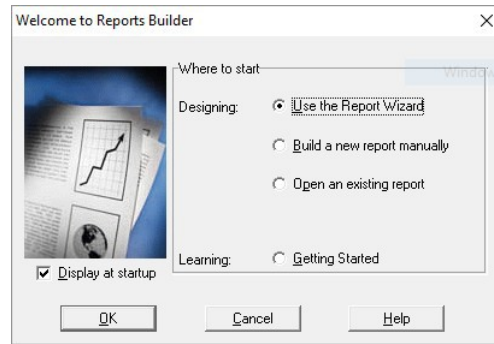 Welcome to Reports Builder
Where to start
Window
Designing:
Use the Report Wizard
Build a new report manually
Open an existing report
Learning:
Getting Started
Display at startup
OK
Cancel
Help